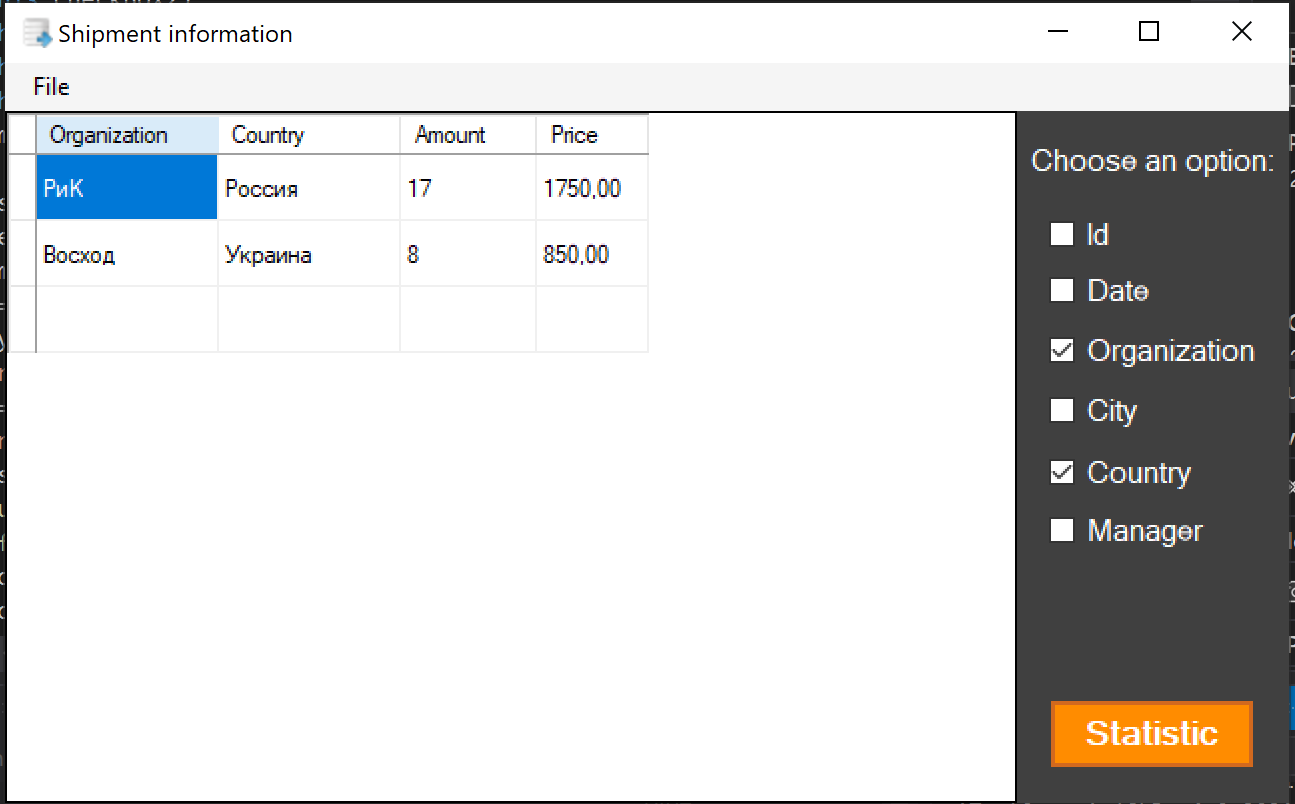 Shipment information
File
Organization Country Amount Price
РиК Россия 17 1750,00
Восход Украина 8 850,00
Choose an option:
Id
Date
Organization
City
Country
Manager
Statistic